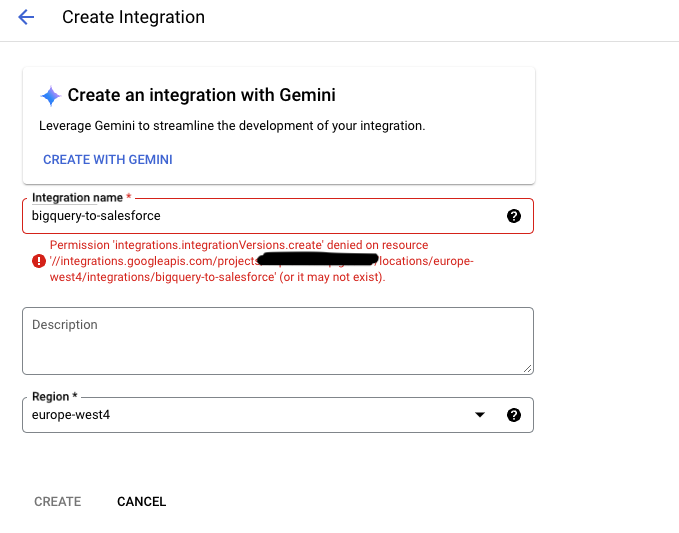 Create Integration
Create an integration with Gemini
Leverage Gemini to streamline the development of your integration.
CREATE WITH GEMINI
Integration name *
bigquery-to-salesforce
Permission 'integrations.integrationVersions.create' denied on resource
'//integrations.googleapis.com/projects locations/europe-
west4/integrations/bigquery-to-salesforce' (or it may not exist).
Description
Region *
europe-west4
CREATE CANCEL